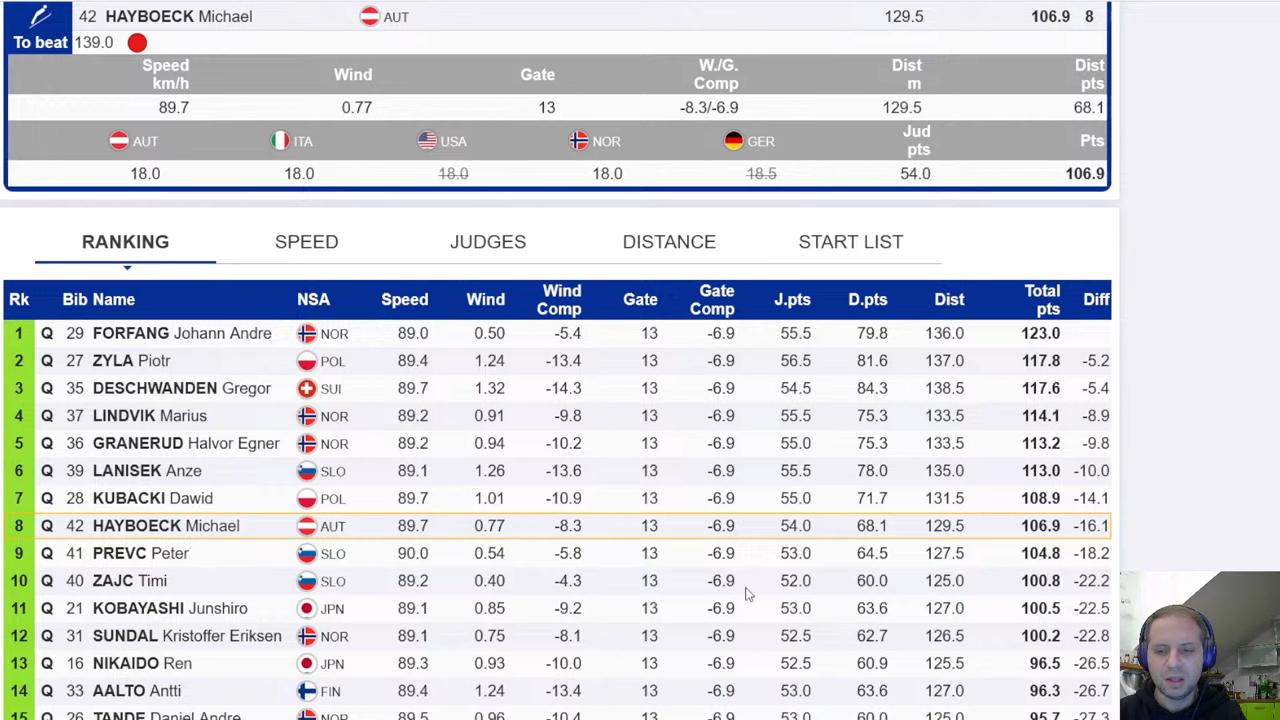 42 HAYBOECK Michael AUT 129.5 106.9 8
To beat 139.0
Speed km/h Wind Gate W./G. Comp Dist m Dist pts
89.7 0.77 13 -8.3/-6.9 129.5 68.1
AUT ITA USA NOR GER Jud pts Pts
18.0 18.0 18.0 18.0 18.5 54.0 106.9
RANKING SPEED JUDGES DISTANCE START LIST
Rk Bib Name NSA Speed Wind Wind Comp Gate Gate Comp J.pts D.pts Dist Total pts Diff
1 Q 29 FORFANG Johann Andre NOR 89.0 0.50 -5.4 13 -6.9 55.5 79.8 136.0 123.0
2 Q 27 ZYLA Piotr POL 89.4 1.24 -13.4 13 -6.9 56.5 81.6 137.0 117.8 -5.2
3 Q 35 DESCHWANDEN Gregor SUI 89.7 1.32 -14.3 13 -6.9 54.5 84.3 138.5 117.6 -5.4
4 Q 37 LINDVIK Marius NOR 89.2 0.91 -9.8 13 -6.9 55.5 75.3 133.5 114.1 -8.9
5 Q 36 GRANERUD Halvor Egner NOR 89.2 0.94 -10.2 13 -6.9 55.0 75.3 133.5 113.2 -9.8
6 Q 39 LANISEK Anze SLO 89.1 1.26 -13.6 13 -6.9 55.5 78.0 135.0 113.0 -10.0
7 Q 28 KUBACKI Dawid POL 89.7 1.01 -10.9 13 -6.9 55.0 71.7 131.5 108.9 -14.1
8 Q 42 HAYBOECK Michael AUT 89.7 0.77 -8.3 13 -6.9 54.0 68.1 129.5 106.9 -16.1
9 Q 41 PREVC Peter SLO 90.0 0.54 -5.8 13 -6.9 53.0 64.5 127.5 104.8 -18.2
10 Q 40 ZAJC Timi SLO 89.2 0.40 -4.3 13 -6.9 52.0 60.0 125.0 100.8 -22.2
11 Q 21 KOBAYASHI Junshiro JPN 89.1 0.85 -9.2 13 -6.9 53.0 63.6 127.0 100.5 -22.5
12 Q 31 SUNDAL Kristoffer Eriksen NOR 89.1 0.75 -8.1 13 -6.9 52.5 62.7 126.5 100.2 -22.8
13 Q 16 NIKAIDO Ren JPN 89.3 0.93 -10.0 13 -6.9 52.5 60.9 125.5 96.5 -26.5
14 Q 33 AALTO Antti FIN 89.4 1.24 -13.4 13 -6.9 53.0 63.6 127.0 96.3 -26.7
15 Q 26 TANDE Daniel Andre NOR 89.5 0.96 -10.4 13 -6.9 95.7 -27.3